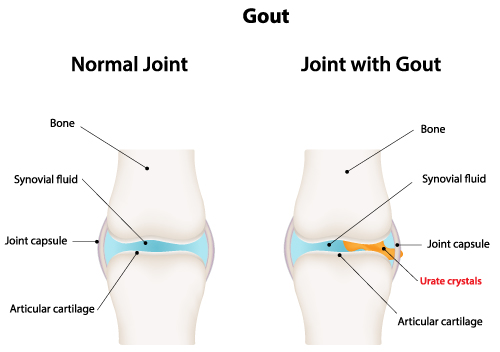 Gout
Normal Joint
Joint with Gout
Bone
Synovial fluid
Joint capsule
Articular cartilage
Bone
Synovial fluid
Joint capsule
Urate crystals
Articular cartilage